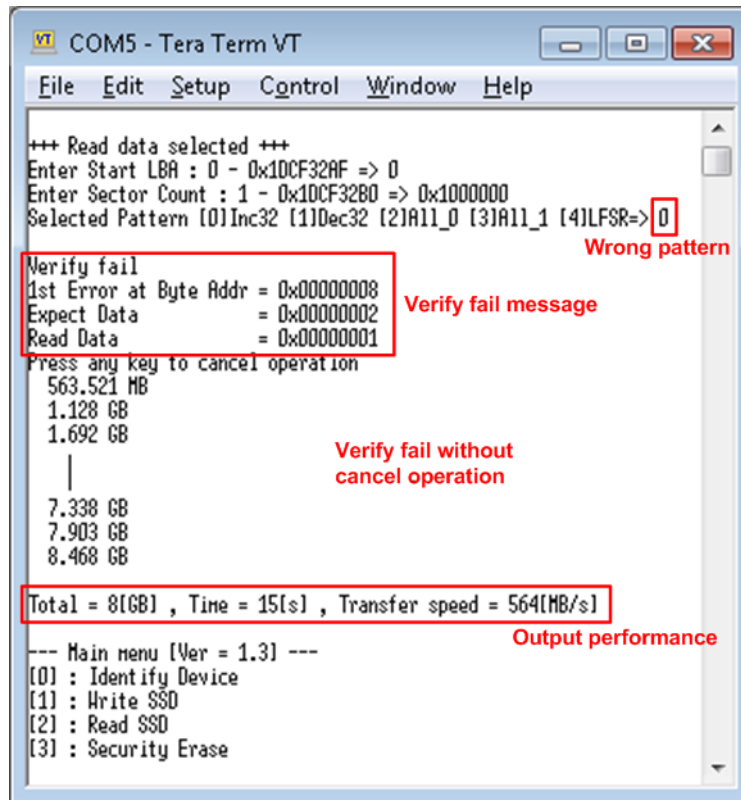 COM5 - Tera Term VT
File Edit Setup Control Window Help
+++ Read data selected +++
Enter Start LBA : 0 - 0x1DCF32AF => 0
Enter Sector Count : 1 - 0x1DCF32B0 => 0x1000000
Selected Pattern [0]Inc32 [1]Dec32 [2]All_0 [3]All_1 [4]LFSR=> 0
Wrong pattern
Verify fail
1st Error at Byte Addr = 0x00000008
Expect Data = 0x00000002
Read Data = 0x00000001
Verify fail message
Press any key to cancel operation
563.521 MB
1.128 GB
1.692 GB
Verify fail without
cancel operation
7.338 GB
7.903 GB
8.468 GB
Total = 8[GB] , Time = 15[s] , Transfer speed = 564[MB/s]
Output performance
--- Main menu [Ver = 1.3] ---
[0] : Identify Device
[1] : Write SSD
[2] : Read SSD
[3] : Security Erase